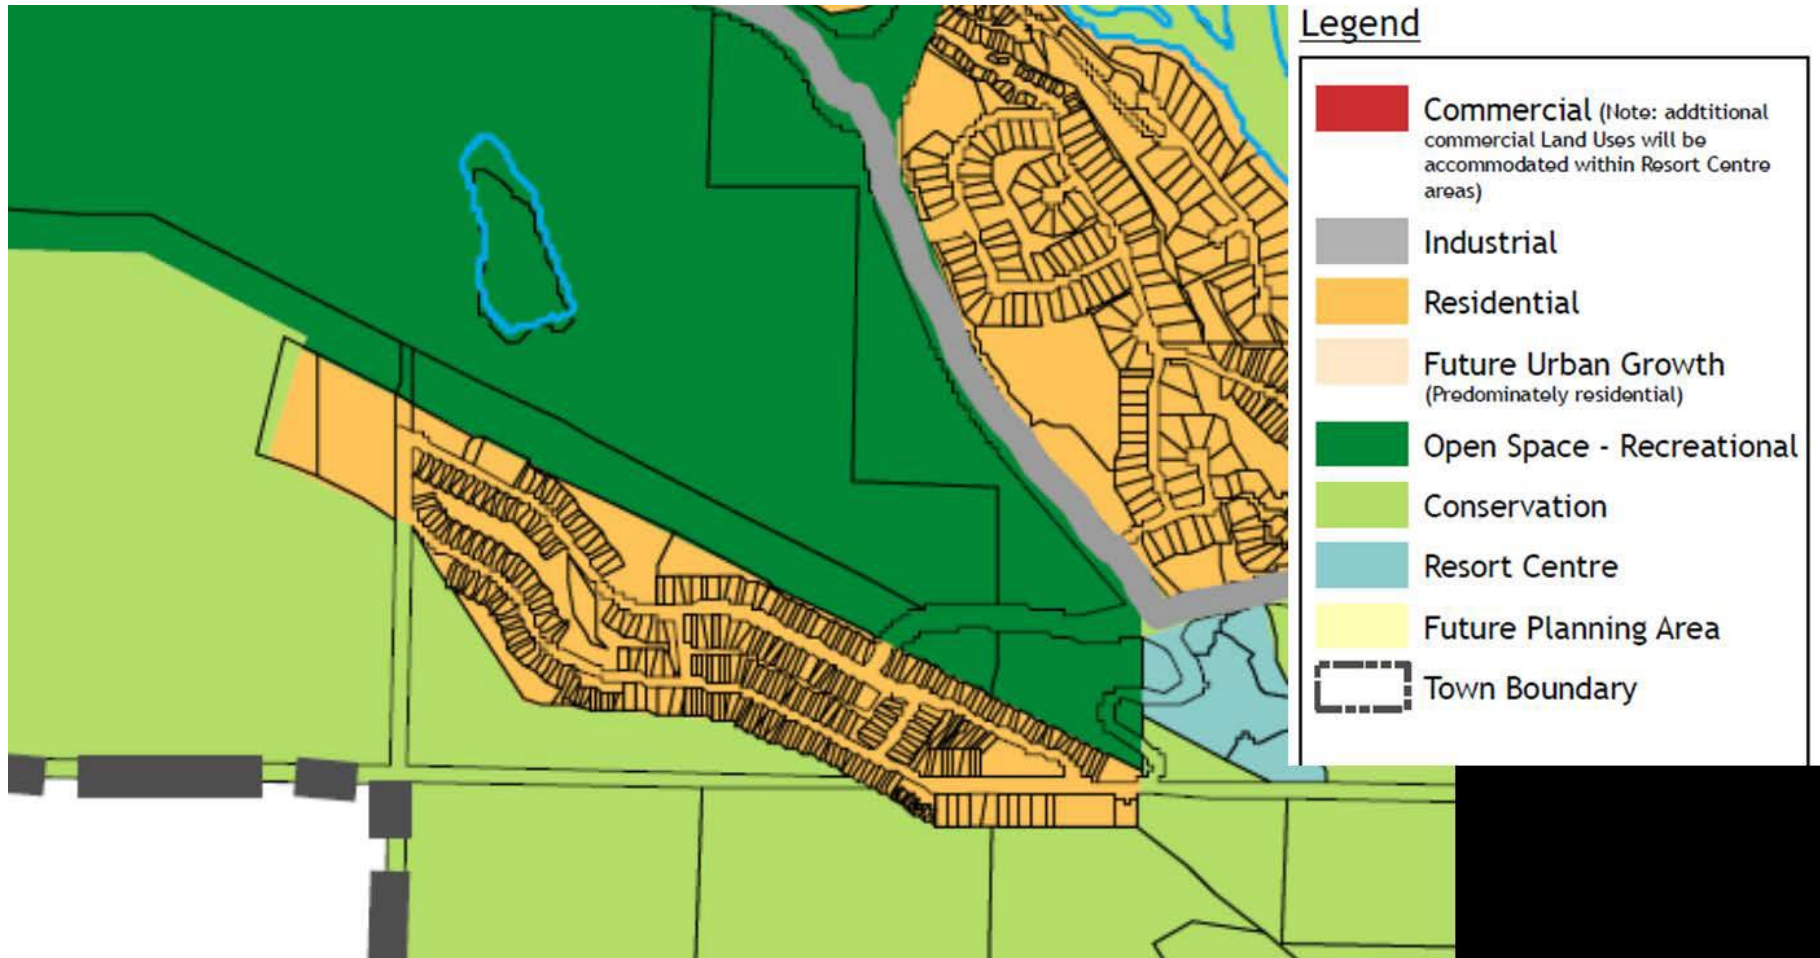 Legend
Commercial (Note: addtitional
commercial Land Uses will be
accommodated within Resort Centre
areas)
Industrial
Residential
Future Urban Growth
(Predominately residential)
Open Space - Recreational
Conservation
Resort Centre
Future Planning Area
Town Boundary